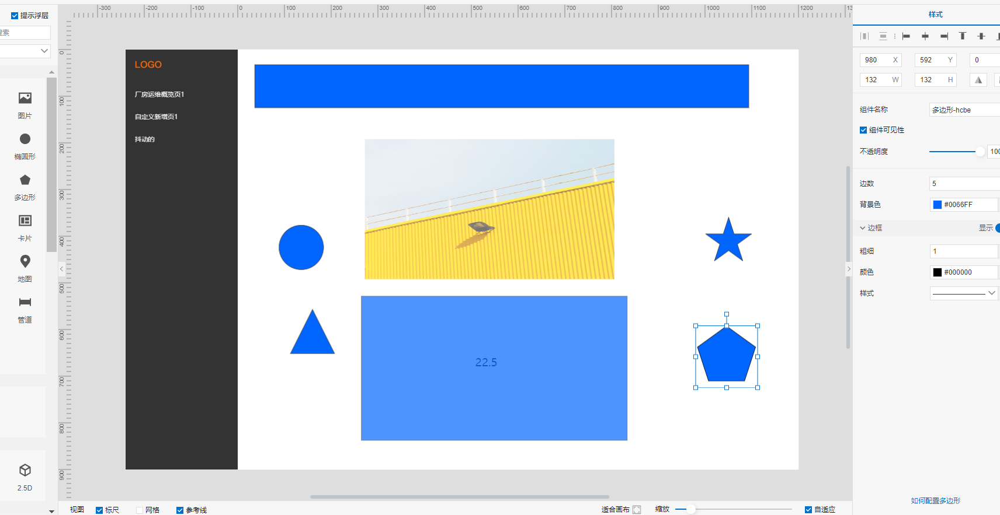 提示浮层
搜索
图片
椭圆形
多边形
卡片
地图
管道
2.5D
-300 -200 -100 0 100 200 300 400 500 600 700 800 900 1000 1100 1200
0
100
200
300
400
500
600
700
800
900
LOGO
厂房运维概览页1
自定义新增页1
抖动的
22.5
视图 标尺 网格 参考线 适合画布 缩放 自适应
样式
980 X 592 Y 0
132 W 132 H
组件名称 多边形-hcbe
组件可见性
不透明度 100
边数 5
背景色 #0066FF
边框 显示
粗细 1
颜色 #000000
样式
如何配置多边形